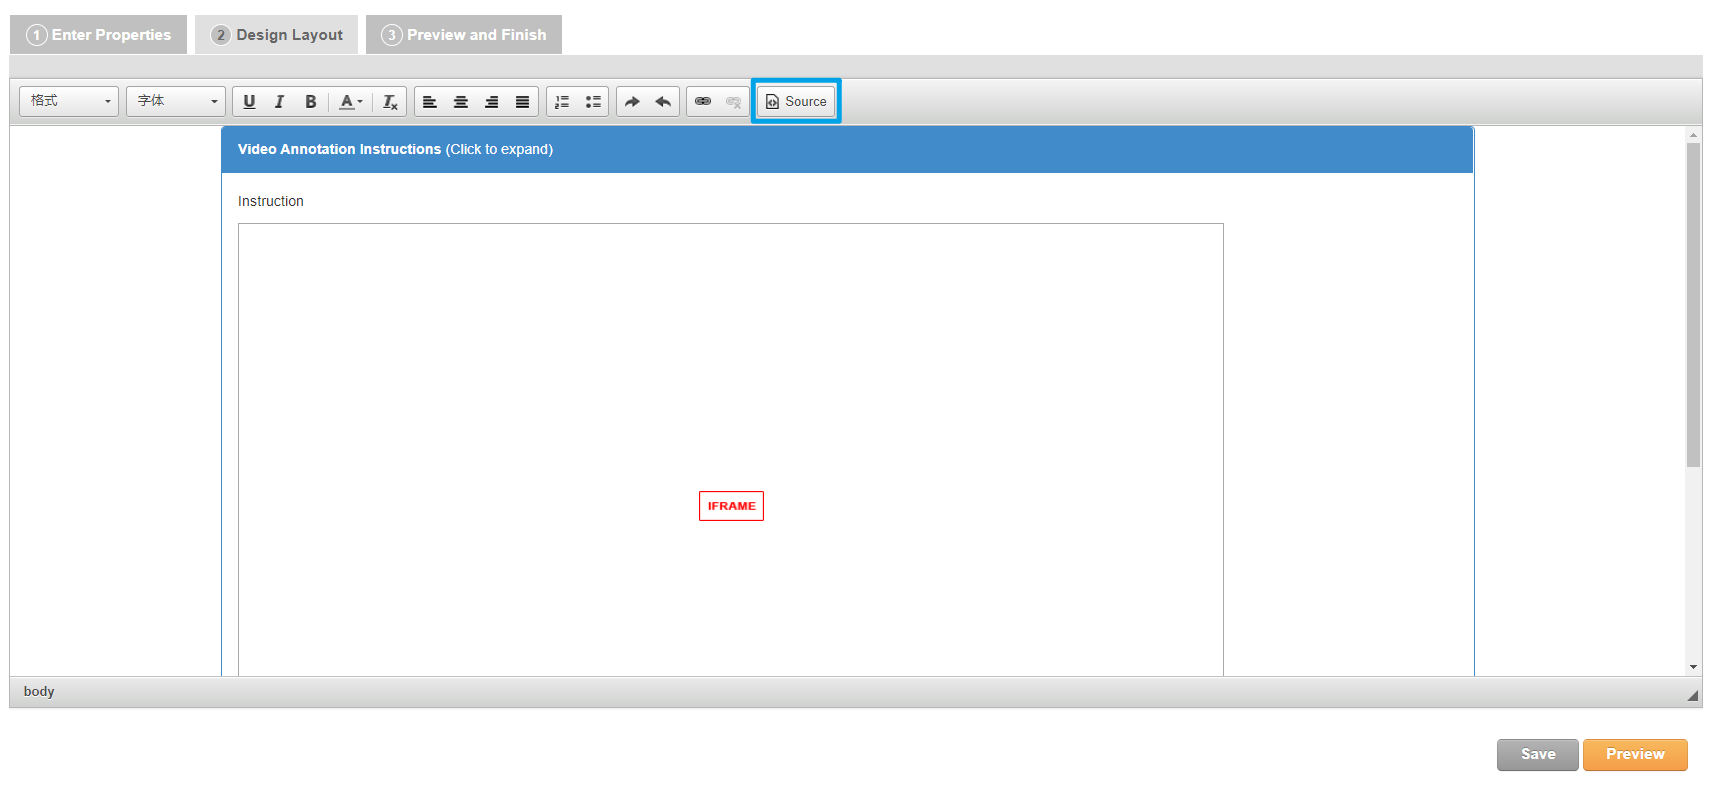 1 Enter Properties 2 Design Layout 3 Preview and Finish
格式 字体 U I B A Tx Source
Video Annotation Instructions (Click to expand)
Instruction
IFRAME
body
Save Preview